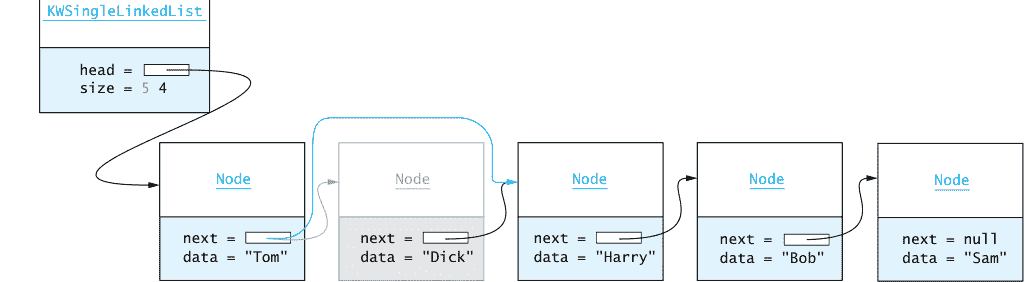 KWSingleLinkedList
head =
size = 5 4
Node
next =
data = "Tom"
Node
next =
data = "Dick"
Node
next =
data = "Harry"
Node
next =
data = "Bob"
Node
next = null
data = "Sam"